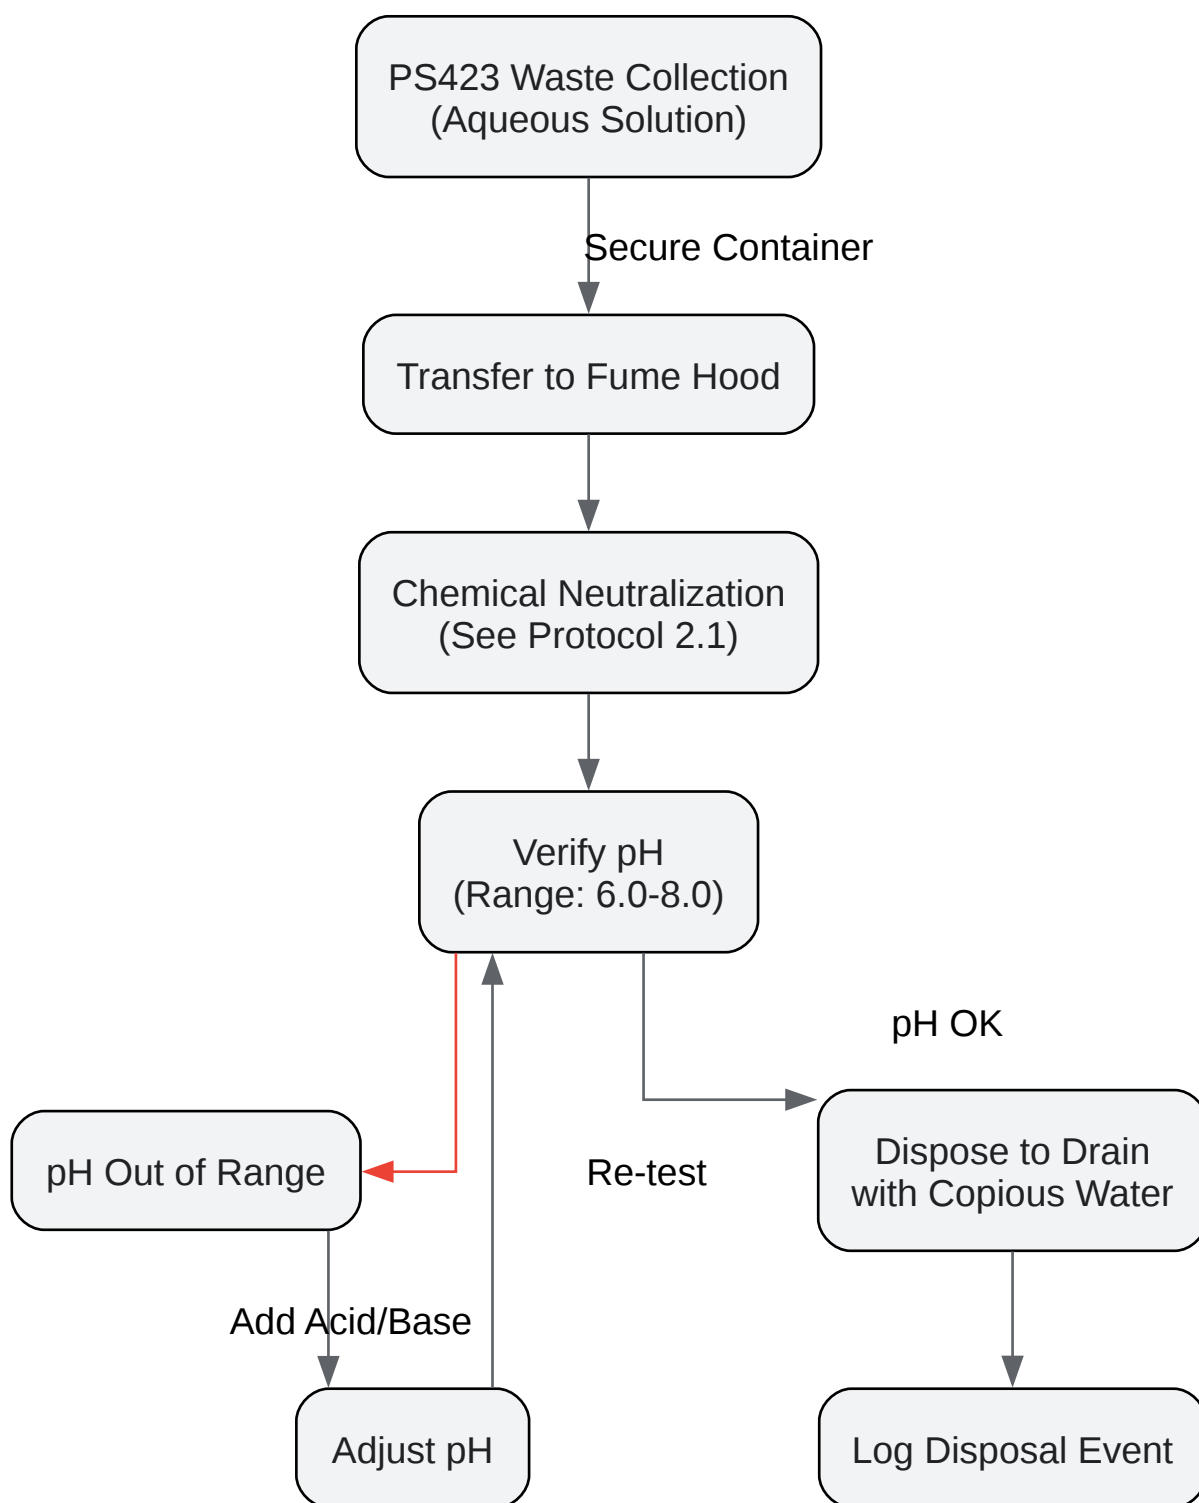 PS423 Waste Collection
(Aqueous Solution)
Secure Container
Transfer to Fume Hood
Chemical Neutralization
(See Protocol 2.1)
Verify pH
(Range: 6.0-8.0)
pH OK
pH Out of Range
Re-test
Dispose to Drain
with Copious Water
Add Acid/Base
Adjust pH
Log Disposal Event